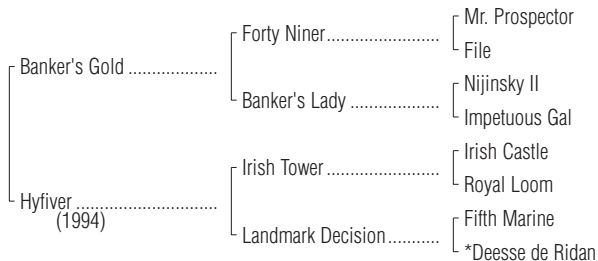 Mr. Prospector
Forty Niner........................
File
Banker's Gold ...................
Nijinsky II
Banker's Lady ...................
Impetuous Gal
Irish Castle
Irish Tower ........................
Royal Loom
Hyfiver ..............................
(1994)
Fifth Marine
Landmark Decision...........
*Deesse de Ridan